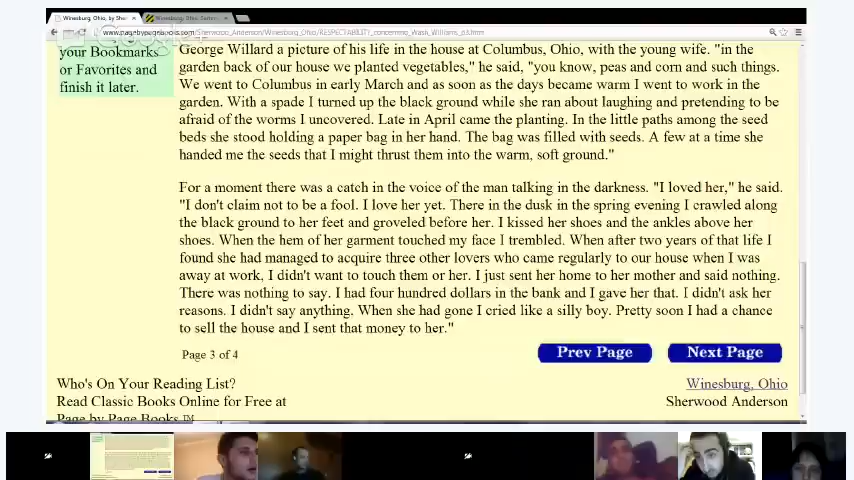 Winesburg, Ohio, by Sher
Winesburg, Ohio,
www.pagebypagebooks.com/Sherwood_Anderson/Winesburg_Ohio/RESPECTABILITY_concerning_Wash_Williams_p3.html
your Bookmarks
or Favorites and
finish it later.
George Willard a picture of his life in the house at Columbus, Ohio, with the young wife. "in the
garden back of our house we planted vegetables," he said, "you know, peas and corn and such things.
We went to Columbus in early March and as soon as the days became warm I went to work in the
garden. With a spade I turned up the black ground while she ran about laughing and pretending to be
afraid of the worms I uncovered. Late in April came the planting. In the little paths among the seed
beds she stood holding a paper bag in her hand. The bag was filled with seeds. A few at a time she
handed me the seeds that I might thrust them into the warm, soft ground."
For a moment there was a catch in the voice of the man talking in the darkness. "I loved her," he said.
"I don't claim not to be a fool. I love her yet. There in the dusk in the spring evening I crawled along
the black ground to her feet and groveled before her. I kissed her shoes and the ankles above her
shoes. When the hem of her garment touched my face I trembled. When after two years of that life I
found she had managed to acquire three other lovers who came regularly to our house when I was
away at work, I didn't want to touch them or her. I just sent her home to her mother and said nothing.
There was nothing to say. I had four hundred dollars in the bank and I gave her that. I didn't ask her
reasons. I didn't say anything. When she had gone I cried like a silly boy. Pretty soon I had a chance
to sell the house and I sent that money to her."
Page 3 of 4
Prev Page
Next Page
Who's On Your Reading List?
Read Classic Books Online for Free at
Page by Page Books.™
Winesburg, Ohio
Sherwood Anderson